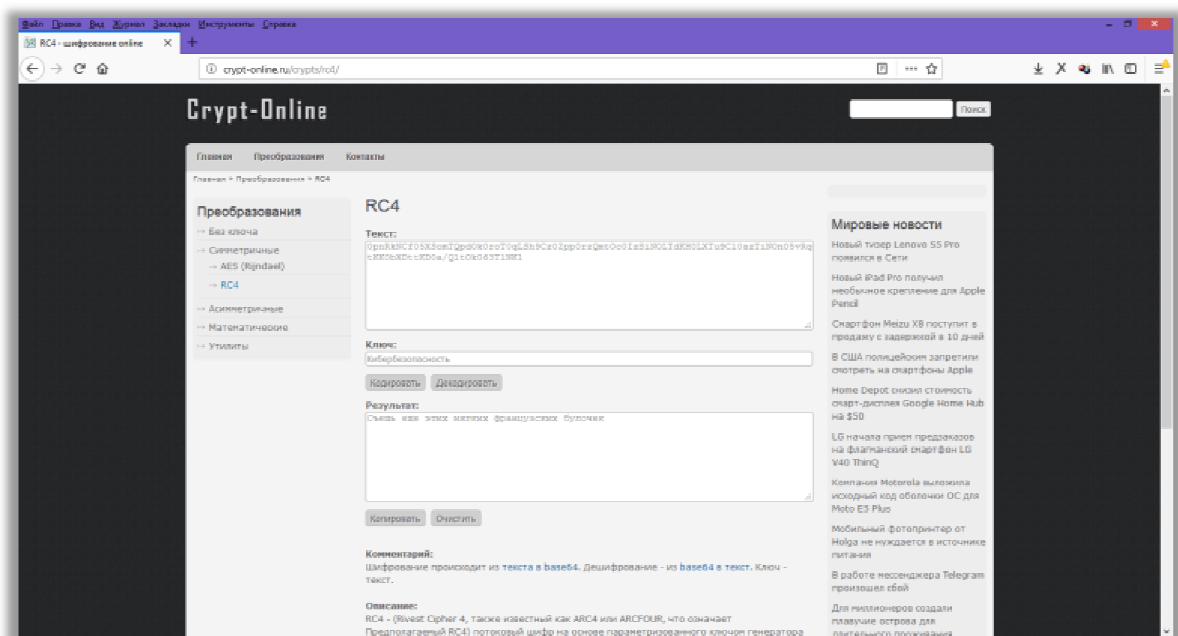 Файл Правка Вид Журнал Закладки Инструменты Справка
RC4 - шифрование online
crypt-online.ru/crypts/rc4/
Crypt-Online
Поиск
Главная Преобразования Контакты
Главная » Преобразования » RC4
Преобразования
Без ключа
Симметричные
AES (Rijndael)
RC4
Асимметричные
Математические
Утилиты
RC4
Текст:
Ключ:
Кибербезопасность
Кодировать Декодировать
Результат:
Съешь еще этих мягких французских булочек
Копировать Очистить
Комментарий:
Шифрование происходит из текста в base64. Дешифрование - из base64 в текст. Ключ -
текст.
Описание:
RC4 - (Rivest Cipher 4, также известный как ARC4 или ARCFOUR, что означает
Предполагаемый RC4) потоковый шифр на основе параметризованного ключом генератора
Мировые новости
Новый тизер Lenovo S5 Pro
появился в Сети
Новый iPad Pro получил
необычное крепление для Apple
Pencil
Смартфон Meizu X8 поступит в
продажу с задержкой в 10 дней
В США полицейским запретили
смотреть на смартфоны Apple
Home Depot снизил стоимость
смарт-дисплея Google Home Hub
на $50
LG начала прием предзаказов
на флагманский смартфон LG
V40 ThinQ
Компания Motorola выложила
исходный код оболочки ОС для
Moto E5 Plus
Мобильный фотопринтер от
Holga не нуждается в источнике
питания
В работе мессенджера Telegram
произошел сбой
Для миллионеров создали
плавучие острова для
длительного проживания